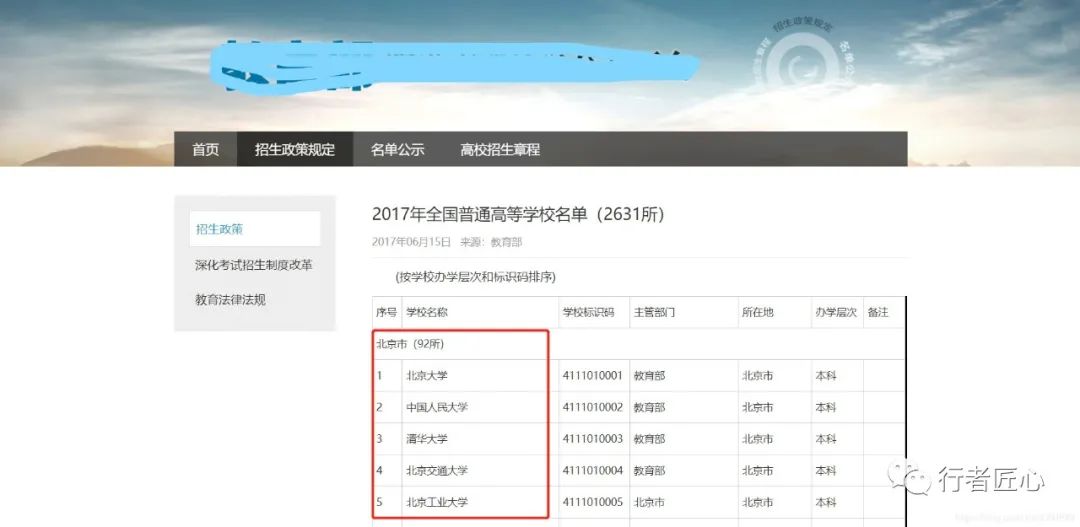 招生政策规定
名单公
首页 招生政策规定 名单公示 高校招生章程
招生政策
深化考试招生制度改革
教育法律法规
2017年全国普通高等学校名单（2631所）
2017年06月15日 来源：教育部
(按学校办学层次和标识码排序)
序号 学校名称 学校标识码 主管部门 所在地 办学层次 备注
北京市（92所）
1 北京大学 4111010001 教育部 北京市 本科
2 中国人民大学 4111010002 教育部 北京市 本科
3 清华大学 4111010003 教育部 北京市 本科
4 北京交通大学 4111010004 教育部 北京市 本科
5 北京工业大学 4111010005 北京市 北京市 本科
行者匠心